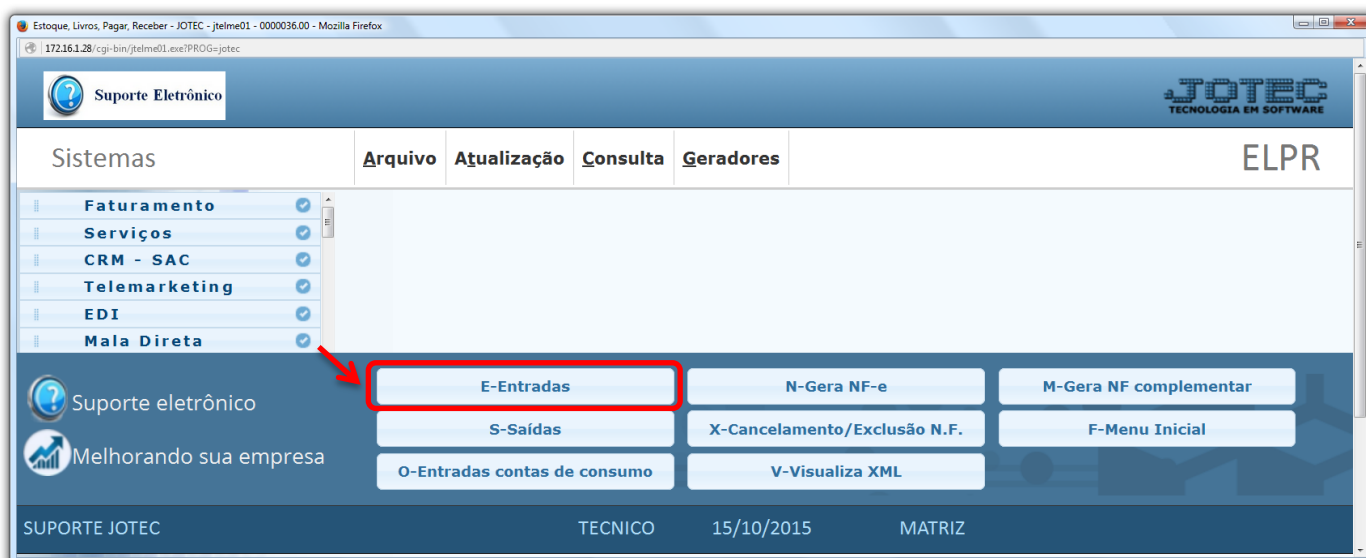 Estoque, Livros, Pagar, Receber - JOTEC - jtelme01 - 0000036.00 - Mozilla Firefox
172.16.1.28/cgi-bin/jtelme01.exe?PROG=jotec
Suporte Eletrônico
JOTEC
TECNOLOGIA EM SOFTWARE
Sistemas
Arquivo Atualização Consulta Geradores
ELPR
Faturamento
Serviços
CRM - SAC
Telemarketing
EDI
Mala Direta
E-Entradas N-Gera NF-e M-Gera NF complementar
Suporte eletrônico
S-Saídas X-Cancelamento/Exclusão N.F. F-Menu Inicial
Melhorando sua empresa
O-Entradas contas de consumo V-Visualiza XML
SUPORTE JOTEC TECNICO 15/10/2015 MATRIZ